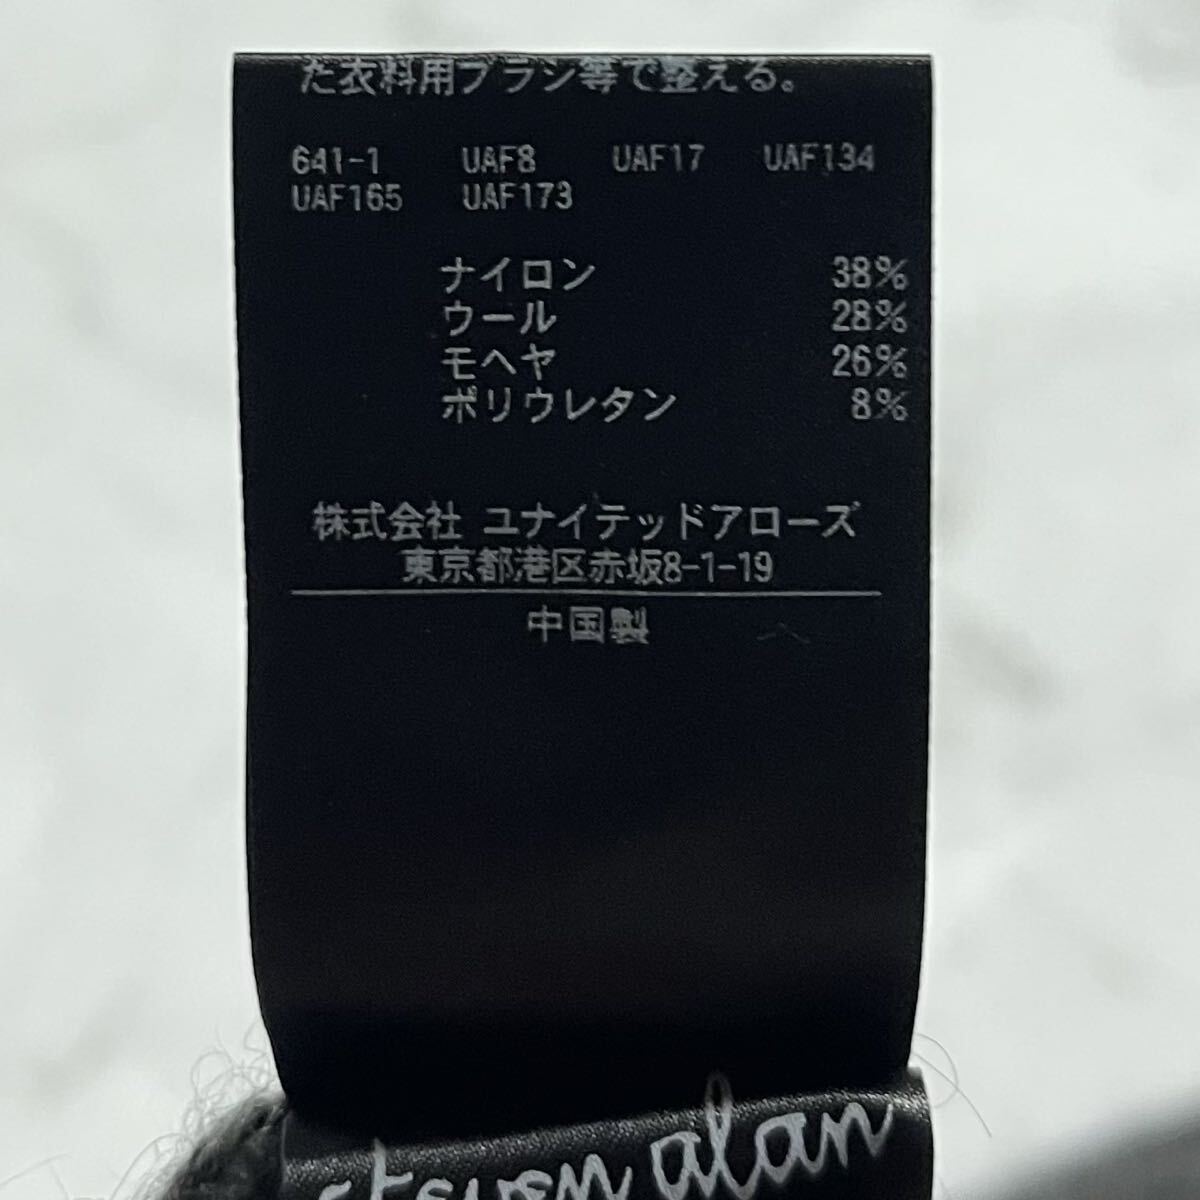 た衣料用ブラシ等で整える。
641-1 UAF8 UAF17 UAF134
UAF165 UAF173
ナイロン 38%
ウール 28%
モヘヤ 26%
ポリウレタン 8%
株式会社 ユナイテッドアローズ
東京都港区赤坂8-1-19
中国製
steven alan